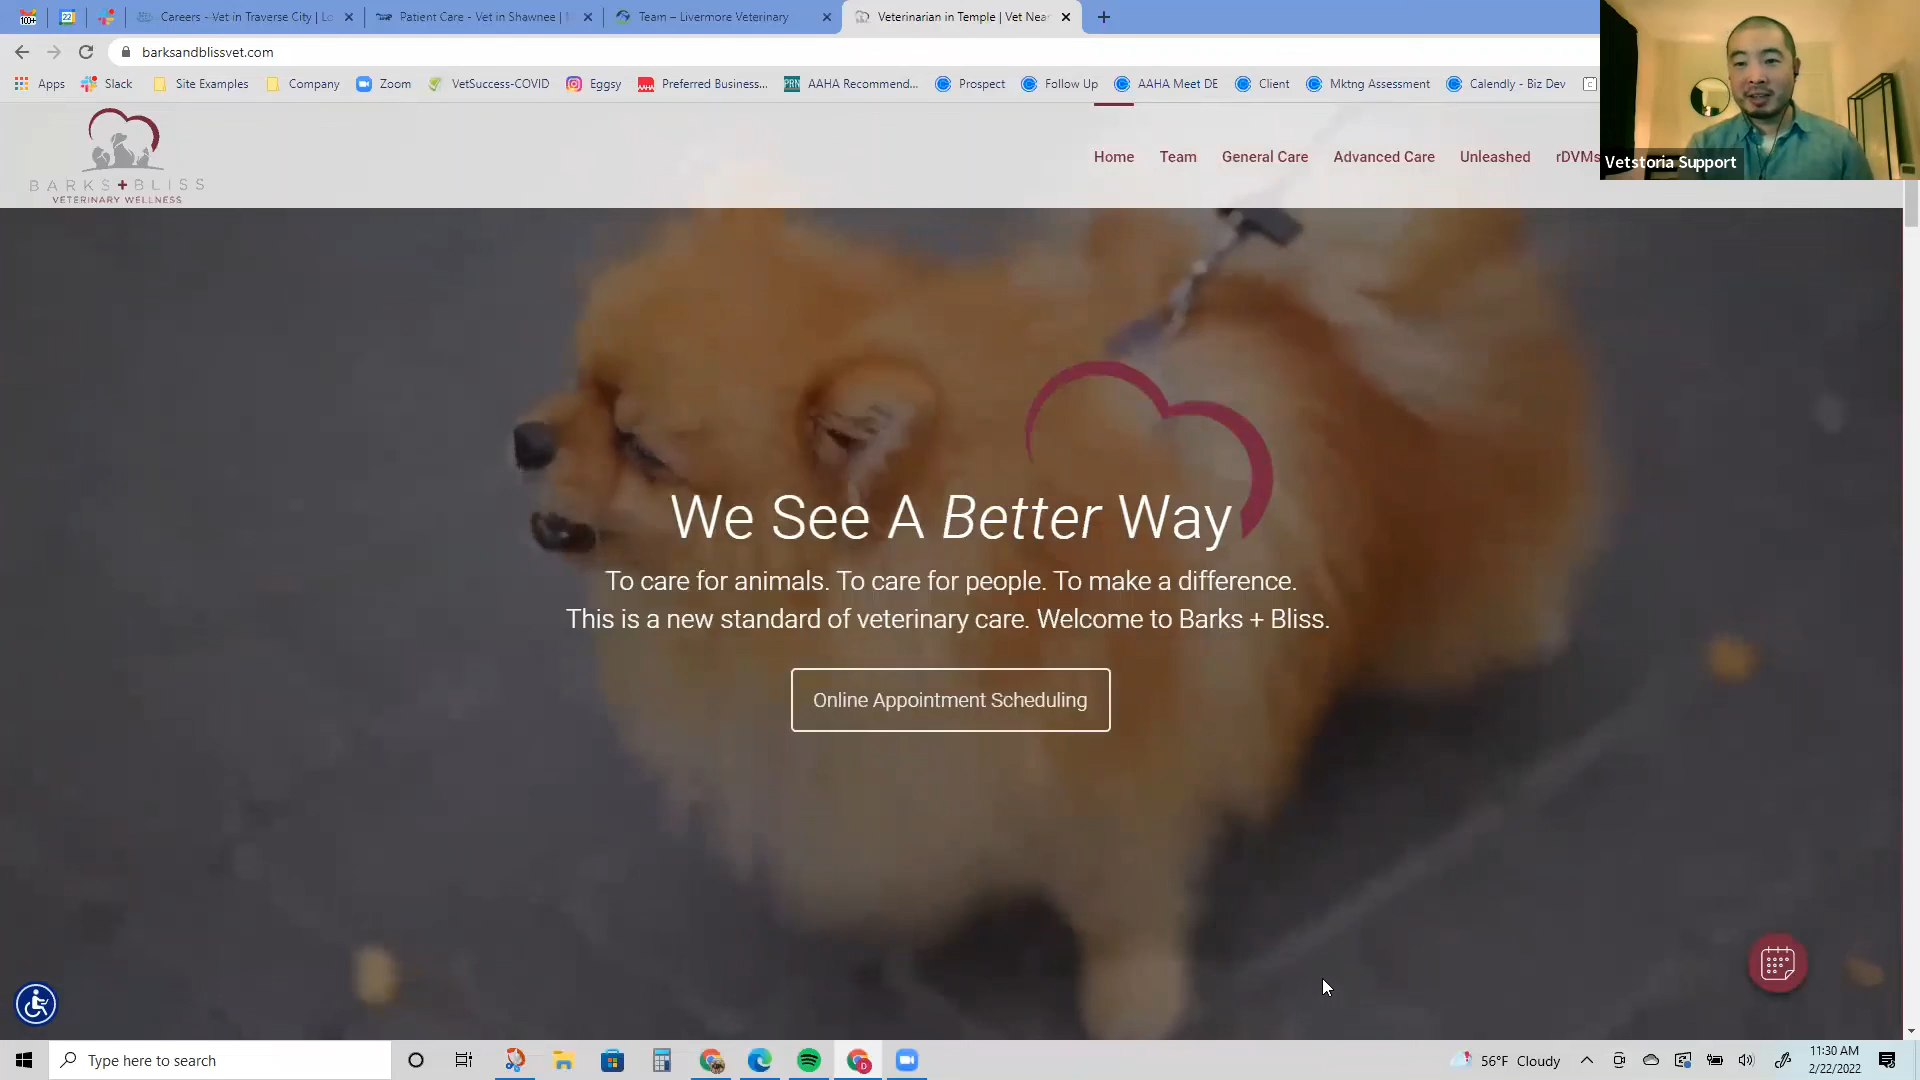 100+
22
Careers - Vet in Traverse City | Lo
Patient Care - Vet in Shawnee |
Team – Livermore Veterinary
Veterinarian in Temple | Vet Nea
barksandblissvet.com
Apps
Slack
Site Examples
Company
Zoom
VetSuccess-COVID
Eggsy
Preferred Business...
AAHA Recommend...
Prospect
Follow Up
AAHA Meet DE
Client
Mktng Assessment
Calendly - Biz Dev
BARKS+BLISS
VETERINARY WELLNESS
Home
Team
General Care
Advanced Care
Unleashed
rDVMs
Vetstoria Support
We See A Better Way
To care for animals. To care for people. To make a difference.
This is a new standard of veterinary care. Welcome to Barks + Bliss.
Online Appointment Scheduling
Type here to search
56°F Cloudy
11:30 AM
2/22/2022